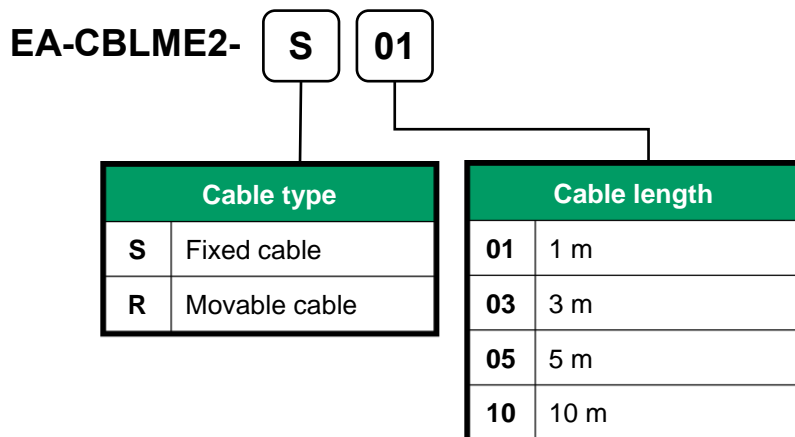 EA-CBLME2- S 01
Cable type
S Fixed cable
R Movable cable
Cable length
01 1 m
03 3 m
05 5 m
10 10 m